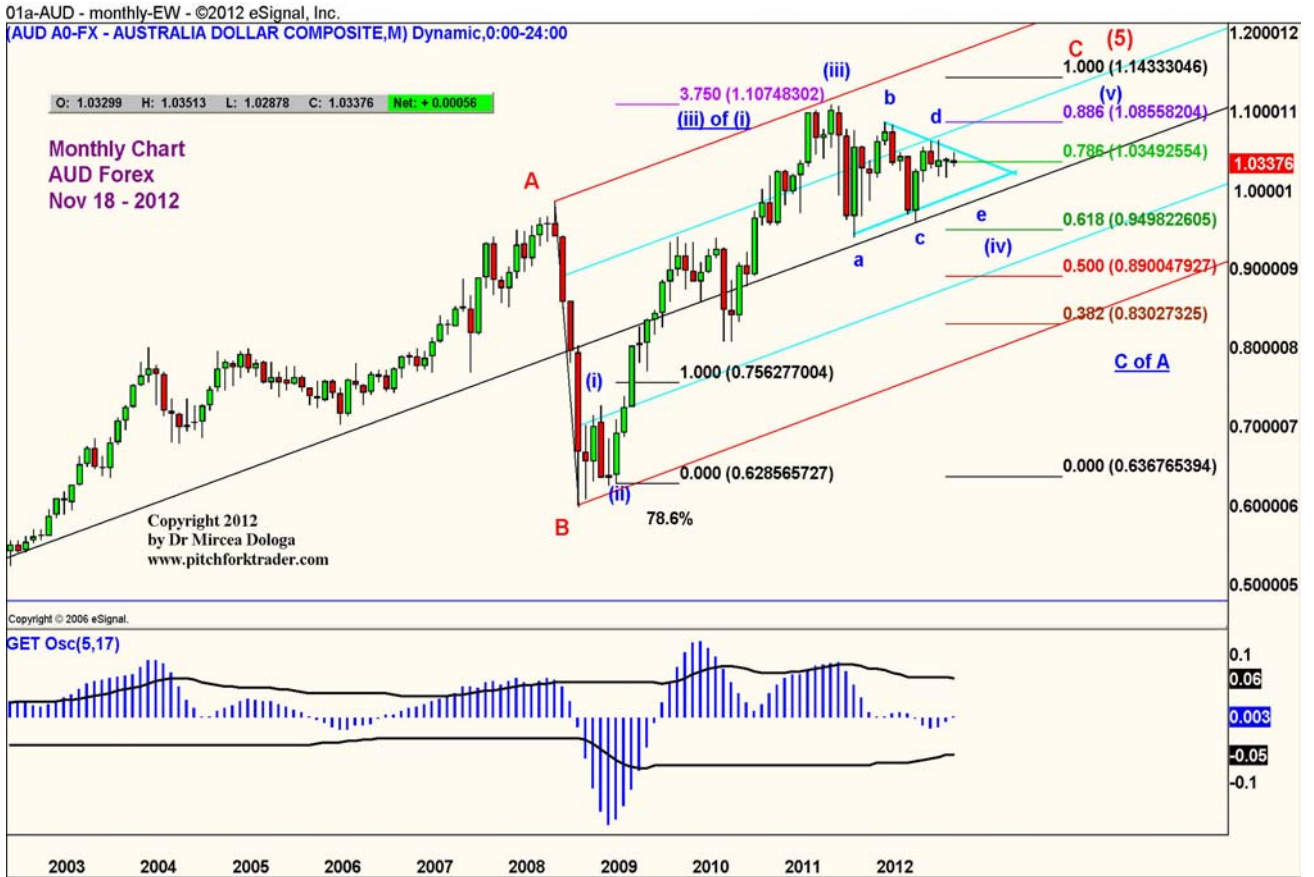 01a-AUD - monthly-EW - ©2012 eSignal, Inc.
(AUD A0-FX - AUSTRALIA DOLLAR COMPOSITE,M) Dynamic,0:00-24:00
O: 1.03299 H: 1.03513 L: 1.02878 C: 1.03376 Net: + 0.00056
Monthly Chart
AUD Forex
Nov 18 - 2012
A
B
C
(5)
(i)
(ii)
(iii)
(iv)
(v)
a
b
c
d
e
3.750 (1.10748302)
(iii) of (i)
1.000 (0.756277004)
0.000 (0.628565727)
78.6%
1.000 (1.14333046)
0.886 (1.08558204)
0.786 (1.03492554)
0.618 (0.949822605)
0.500 (0.890047927)
0.382 (0.83027325)
C of A
0.000 (0.636765394)
1.200012
1.100011
1.03376
1.00001
0.900009
0.800008
0.700007
0.600006
0.500005
Copyright 2012
by Dr Mircea Dologa
www.pitchforktrader.com
Copyright © 2006 eSignal.
GET Osc(5,17)
0.1
0.06
0.003
-0.05
-0.1
2003 2004 2005 2006 2007 2008 2009 2010 2011 2012